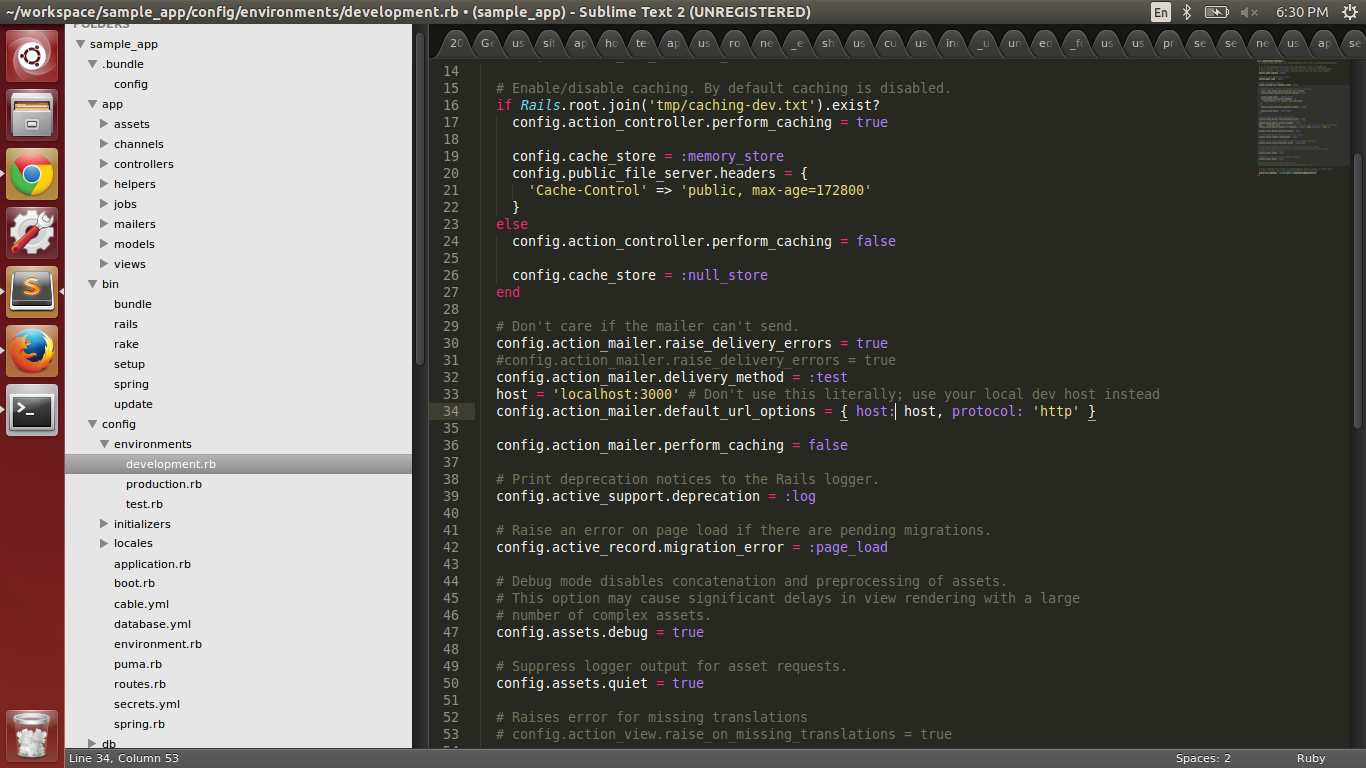 ~/workspace/sample_app/config/environments/development.rb • (sample_app) - Sublime Text 2 (UNREGISTERED)
En
6:30 PM
FOLDERS
sample_app
.bundle
config
app
assets
channels
controllers
helpers
jobs
mailers
models
views
bin
bundle
rails
rake
setup
spring
update
config
environments
development.rb
production.rb
test.rb
initializers
locales
application.rb
boot.rb
cable.yml
database.yml
environment.rb
puma.rb
routes.rb
secrets.yml
spring.rb
db
20 Ge us sit ap ho te ap us ro ne _e sh us cu us in _u un ed _fo us us pr se se ne us ap se
14
15 # Enable/disable caching. By default caching is disabled.
16 if Rails.root.join('tmp/caching-dev.txt').exist?
17 config.action_controller.perform_caching = true
18
19 config.cache_store = :memory_store
20 config.public_file_server.headers = {
21 'Cache-Control' => 'public, max-age=172800'
22 }
23 else
24 config.action_controller.perform_caching = false
25
26 config.cache_store = :null_store
27 end
28
29 # Don't care if the mailer can't send.
30 config.action_mailer.raise_delivery_errors = true
31 #config.action_mailer.raise_delivery_errors = true
32 config.action_mailer.delivery_method = :test
33 host = 'localhost:3000' # Don't use this literally; use your local dev host instead
34 config.action_mailer.default_url_options = { host: host, protocol: 'http' }
35
36 config.action_mailer.perform_caching = false
37
38 # Print deprecation notices to the Rails logger.
39 config.active_support.deprecation = :log
40
41 # Raise an error on page load if there are pending migrations.
42 config.active_record.migration_error = :page_load
43
44 # Debug mode disables concatenation and preprocessing of assets.
45 # This option may cause significant delays in view rendering with a large
46 # number of complex assets.
47 config.assets.debug = true
48
49 # Suppress logger output for asset requests.
50 config.assets.quiet = true
51
52 # Raises error for missing translations
53 # config.action_view.raise_on_missing_translations = true
Line 34, Column 53
Spaces: 2
Ruby